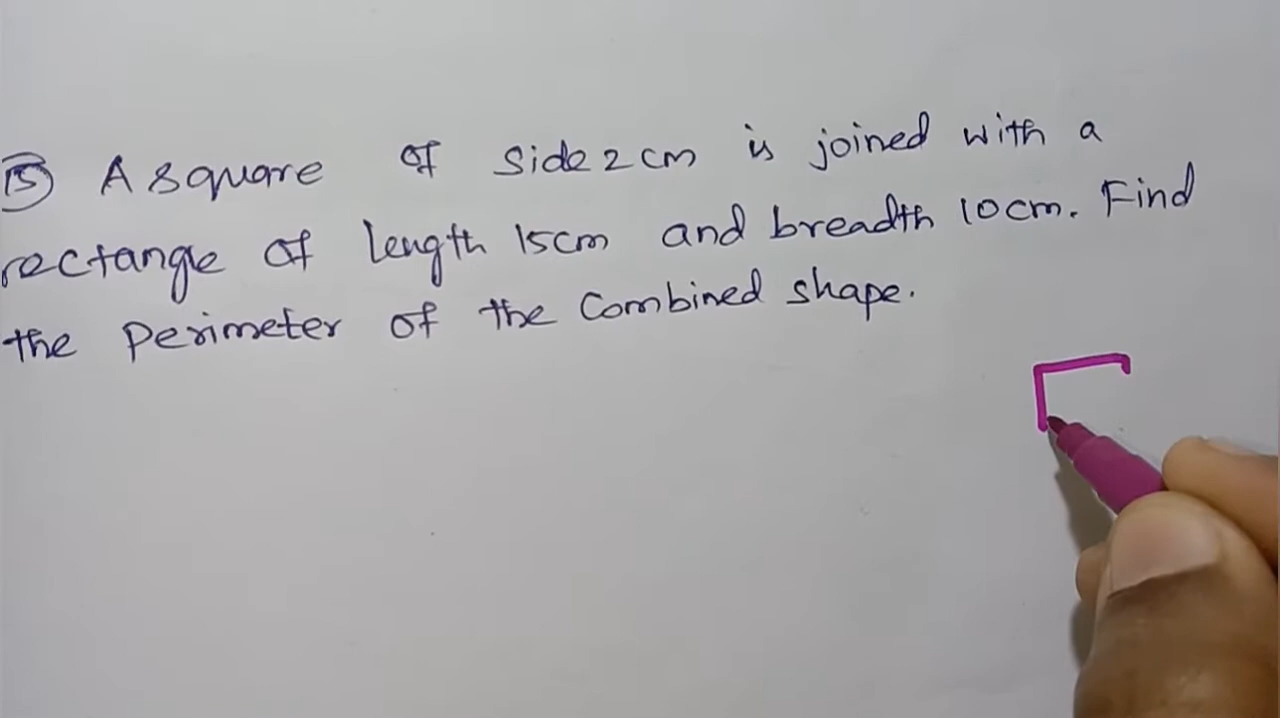 15) A square of side 2 cm is joined with a
rectangle of length 15cm and breadth 10cm. Find
the perimeter of the Combined shape.